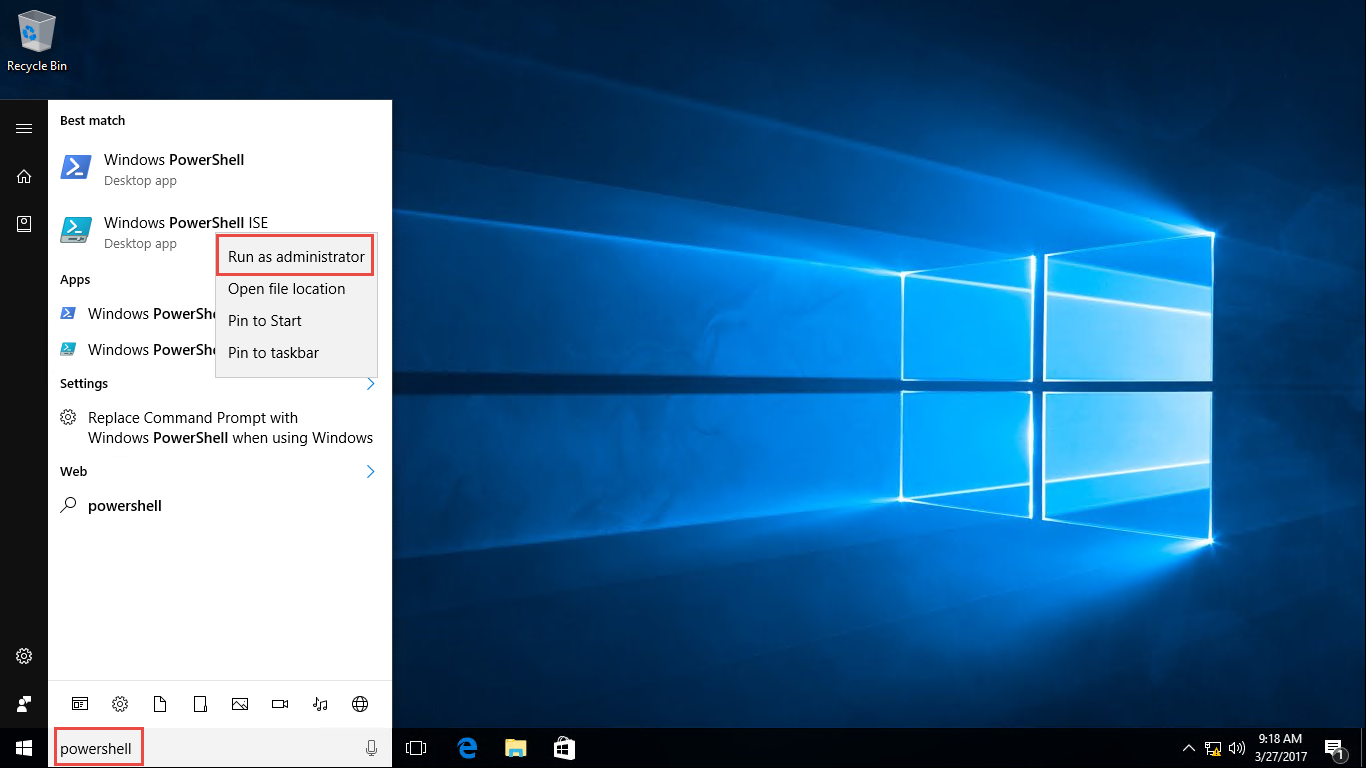 Recycle Bin
Best match
Windows PowerShell
Desktop app
Windows PowerShell ISE
Desktop app
Run as administrator
Open file location
Pin to Start
Pin to taskbar
Apps
Windows PowerShe
Windows PowerShe
Settings
Replace Command Prompt with
Windows PowerShell when using Windows
Web
powershell
powershell
9:18 AM
3/27/2017
1